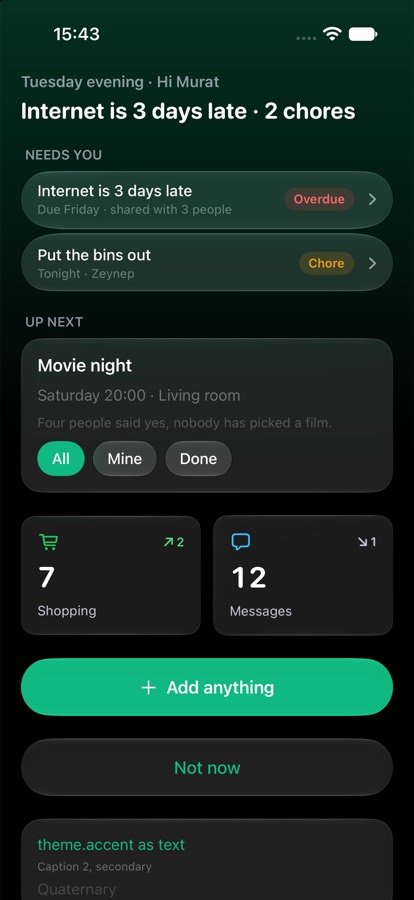 15:43
Tuesday evening · Hi Murat
Internet is 3 days late · 2 chores
NEEDS YOU
Internet is 3 days late
Due Friday · shared with 3 people
Overdue
Put the bins out
Tonight · Zeynep
Chore
UP NEXT
Movie night
Saturday 20:00 · Living room
Four people said yes, nobody has picked a film.
All
Mine
Done
2
7
Shopping
1
12
Messages
Add anything
Not now
theme.accent as text
Caption 2, secondary
Quaternary